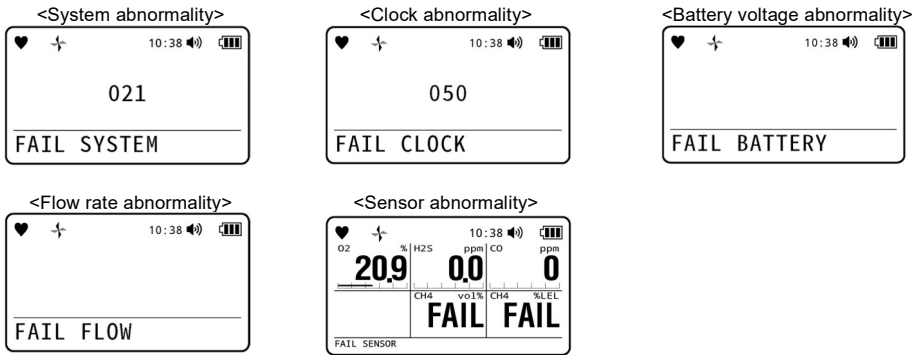 <System abnormality>
10:38
021
FAIL SYSTEM
<Clock abnormality>
10:38
050
FAIL CLOCK
<Battery voltage abnormality>
10:38
FAIL BATTERY
<Flow rate abnormality>
10:38
FAIL FLOW
<Sensor abnormality>
10:38
O2 % H2S ppm CO ppm
20.9 0.0 0
CH4 vol% CH4 %LEL
FAIL FAIL
FAIL SENSOR